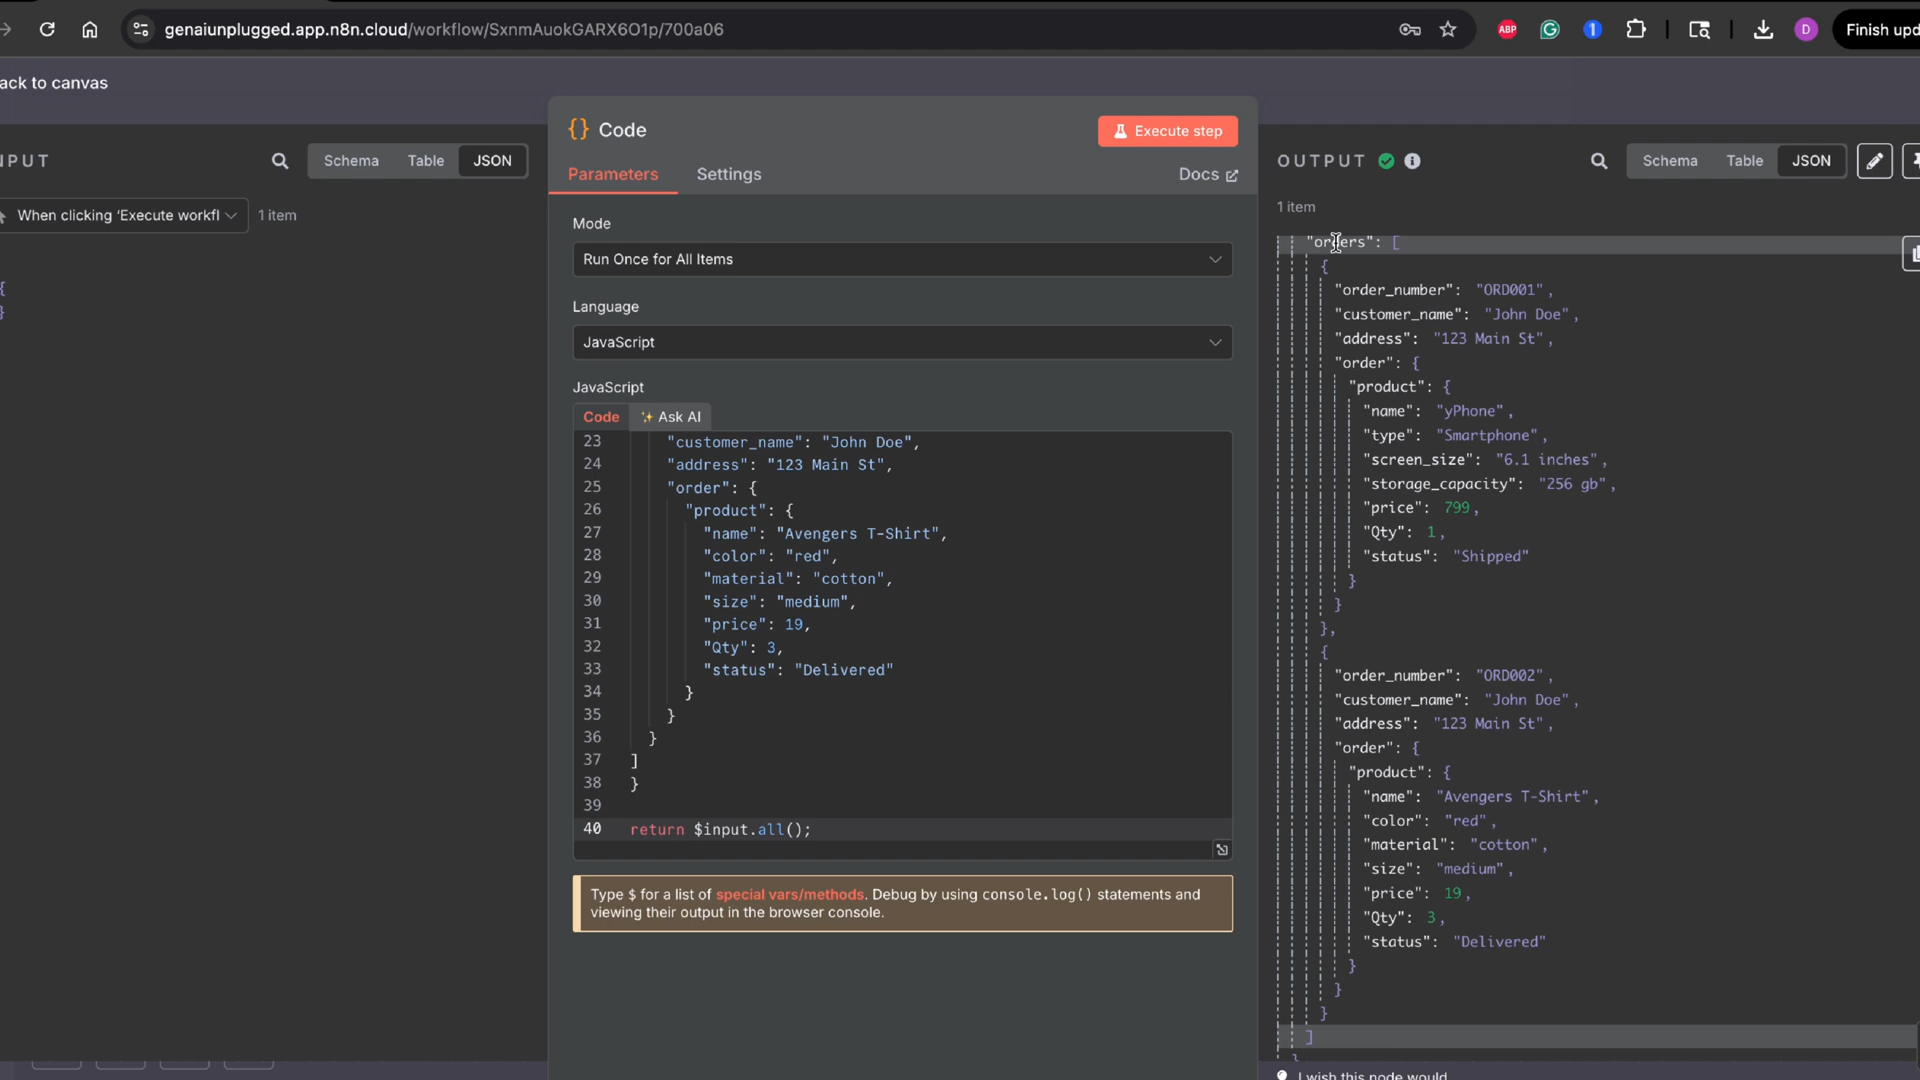 genaiunplugged.app.n8n.cloud/workflow/SxnmAuokGARX6O1p/700a06
ABP
1
D
Finish upd
ack to canvas
NPUT
Schema
Table
JSON
When clicking ‘Execute workfl
1 item
{
}
{} Code
Execute step
Parameters
Settings
Docs
Mode
Run Once for All Items
Language
JavaScript
JavaScript
Code
Ask AI
23 "customer_name": "John Doe",
24 "address": "123 Main St",
25 "order": {
26 "product": {
27 "name": "Avengers T-Shirt",
28 "color": "red",
29 "material": "cotton",
30 "size": "medium",
31 "price": 19,
32 "Qty": 3,
33 "status": "Delivered"
34 }
35 }
36 }
37 ]
38 }
39
40 return $input.all();
Type $ for a list of special vars/methods. Debug by using console.log() statements and
viewing their output in the browser console.
OUTPUT
Schema
Table
JSON
1 item
"orders": [
{
"order_number": "ORD001",
"customer_name": "John Doe",
"address": "123 Main St",
"order": {
"product": {
"name": "yPhone",
"type": "Smartphone",
"screen_size": "6.1 inches",
"storage_capacity": "256 gb",
"price": 799,
"Qty": 1,
"status": "Shipped"
}
}
},
{
"order_number": "ORD002",
"customer_name": "John Doe",
"address": "123 Main St",
"order": {
"product": {
"name": "Avengers T-Shirt",
"color": "red",
"material": "cotton",
"size": "medium",
"price": 19,
"Qty": 3,
"status": "Delivered"
}
}
}
]
}
I wish this node would